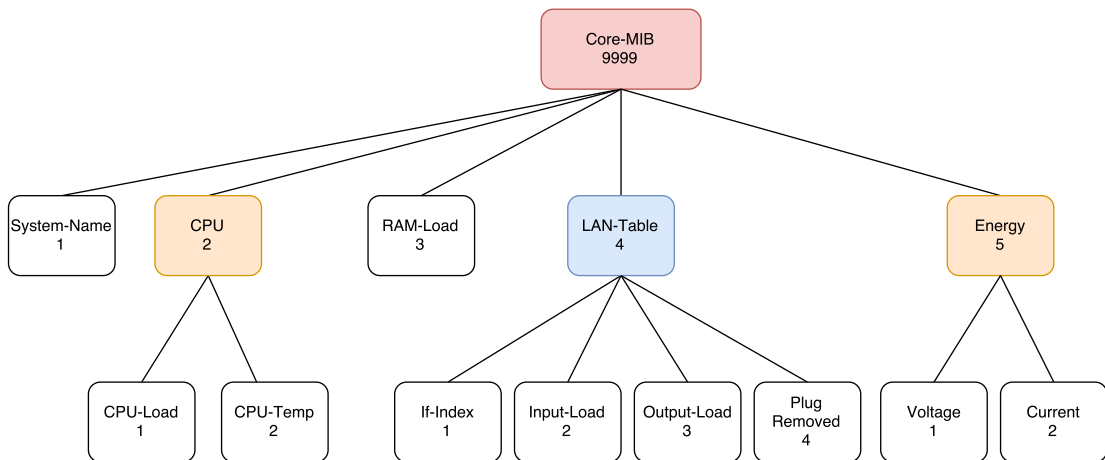 Core-MIB
9999
System-Name
1
CPU
2
RAM-Load
3
LAN-Table
4
Energy
5
CPU-Load
1
CPU-Temp
2
If-Index
1
Input-Load
2
Output-Load
3
Plug
Removed
4
Voltage
1
Current
2